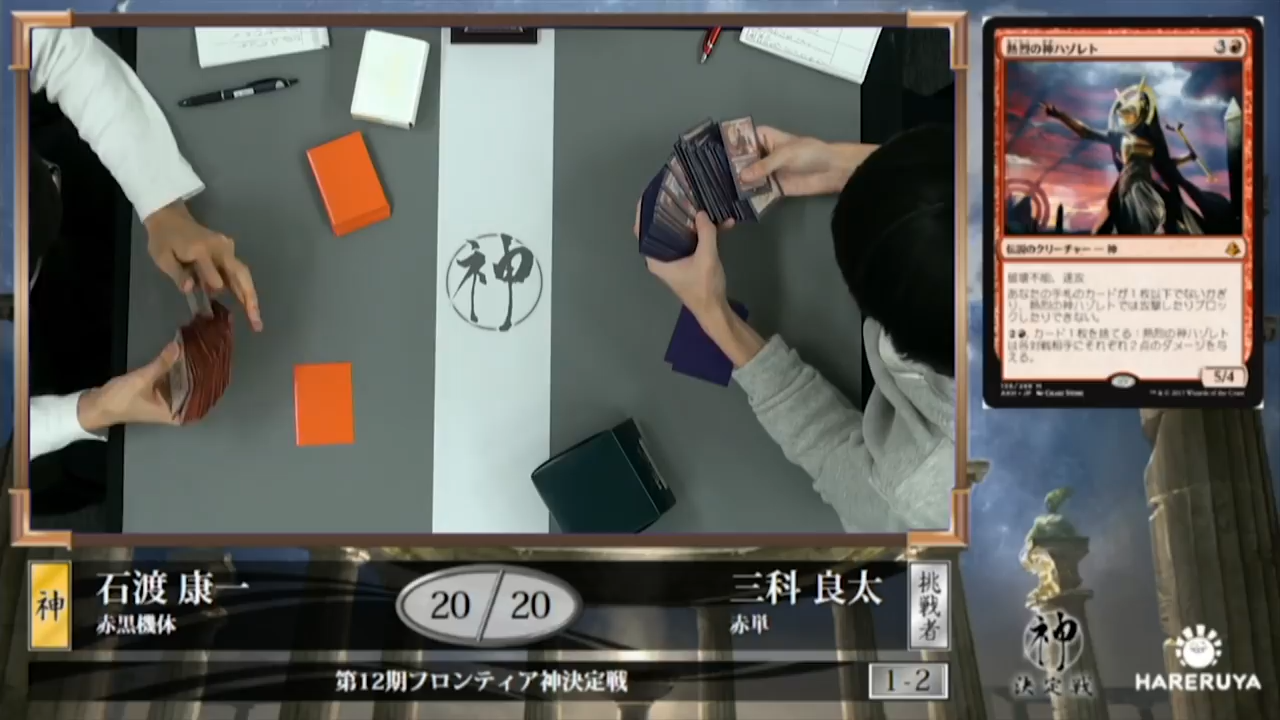 熱烈の神ハゾレト
3
伝説のクリーチャー — 神
破壊不能、速攻
あなたの手札のカードが1枚以下でないかぎ
り、熱烈の神ハゾレトでは攻撃したりブロッ
クしたりできない。
カード1枚を捨てる:熱烈の神ハゾレト
は各対戦相手にそれぞれ2点のダメージを与
える。
5/4
神
神
石渡 康一
赤黒機体
20 / 20
三科 良太
赤単
挑戦者
第12期フロンティア神決定戦
1-2
神
決定戦
HARERUYA